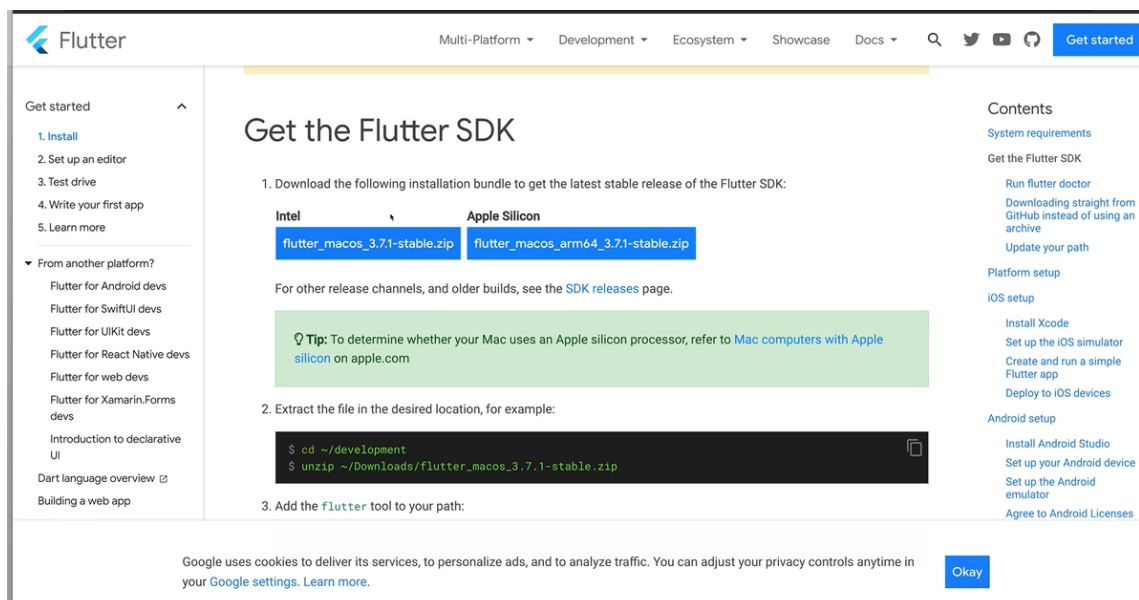 Flutter
Multi-Platform
Development
Ecosystem
Showcase
Docs
Get started
Get started
1. Install
2. Set up an editor
3. Test drive
4. Write your first app
5. Learn more
From another platform?
Flutter for Android devs
Flutter for SwiftUI devs
Flutter for UIKit devs
Flutter for React Native devs
Flutter for web devs
Flutter for Xamarin.Forms
devs
Introduction to declarative
UI
Dart language overview
Building a web app
Get the Flutter SDK
1. Download the following installation bundle to get the latest stable release of the Flutter SDK:
Intel
Apple Silicon
flutter_macos_3.7.1-stable.zip
flutter_macos_arm64_3.7.1-stable.zip
For other release channels, and older builds, see the SDK releases page.
Tip: To determine whether your Mac uses an Apple silicon processor, refer to Mac computers with Apple
silicon on apple.com
2. Extract the file in the desired location, for example:
$ cd ~/development
$ unzip ~/Downloads/flutter_macos_3.7.1-stable.zip
3. Add the flutter tool to your path:
Contents
System requirements
Get the Flutter SDK
Run flutter doctor
Downloading straight from
GitHub instead of using an
archive
Update your path
Platform setup
iOS setup
Install Xcode
Set up the iOS simulator
Create and run a simple
Flutter app
Deploy to iOS devices
Android setup
Install Android Studio
Set up your Android device
Set up the Android
emulator
Agree to Android Licenses
Google uses cookies to deliver its services, to personalize ads, and to analyze traffic. You can adjust your privacy controls anytime in
your Google settings. Learn more.
Okay